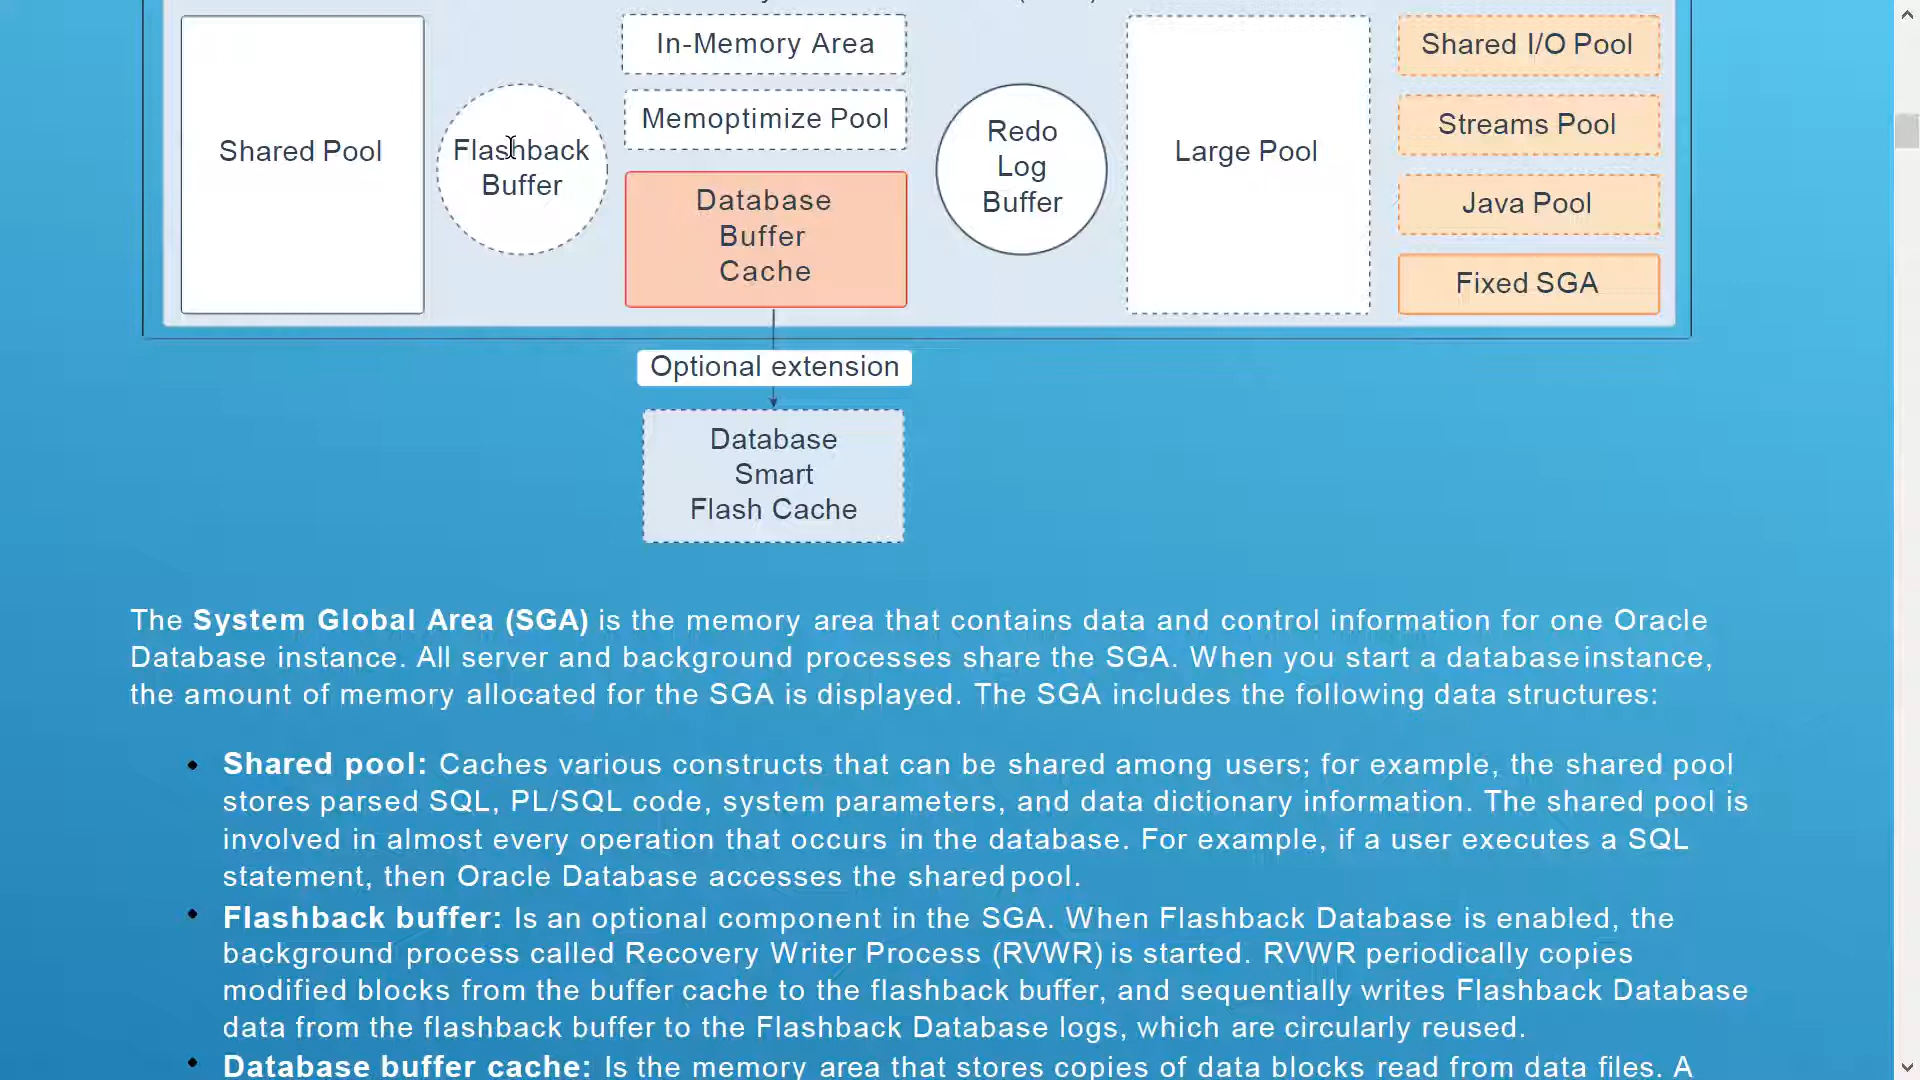 In-Memory Area
Shared I/O Pool
Memoptimize Pool
Streams Pool
Shared Pool
Flashback
Buffer
Redo
Log
Buffer
Large Pool
Database
Buffer
Cache
Java Pool
Fixed SGA
Optional extension
Database
Smart
Flash Cache
The System Global Area (SGA) is the memory area that contains data and control information for one Oracle
Database instance. All server and background processes share the SGA. When you start a database instance,
the amount of memory allocated for the SGA is displayed. The SGA includes the following data structures:
• Shared pool: Caches various constructs that can be shared among users; for example, the shared pool
stores parsed SQL, PL/SQL code, system parameters, and data dictionary information. The shared pool is
involved in almost every operation that occurs in the database. For example, if a user executes a SQL
statement, then Oracle Database accesses the shared pool.
• Flashback buffer: Is an optional component in the SGA. When Flashback Database is enabled, the
background process called Recovery Writer Process (RVWR) is started. RVWR periodically copies
modified blocks from the buffer cache to the flashback buffer, and sequentially writes Flashback Database
data from the flashback buffer to the Flashback Database logs, which are circularly reused.
• Database buffer cache: Is the memory area that stores copies of data blocks read from data files. A